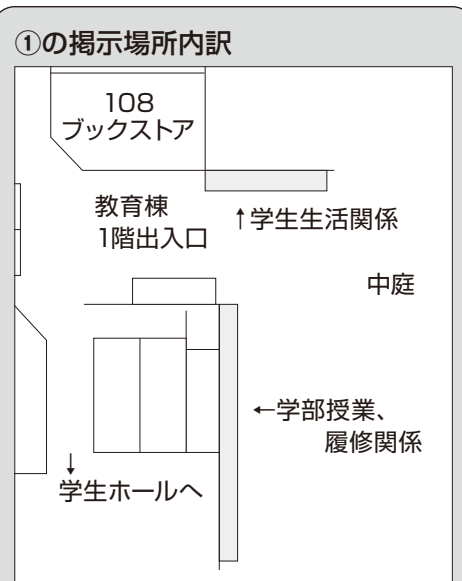 ①の掲示場所内訳
108
ブックストア
教育棟
1階出入口
↑学生生活関係
中庭
←学部授業、
履修関係
↓
学生ホールへ